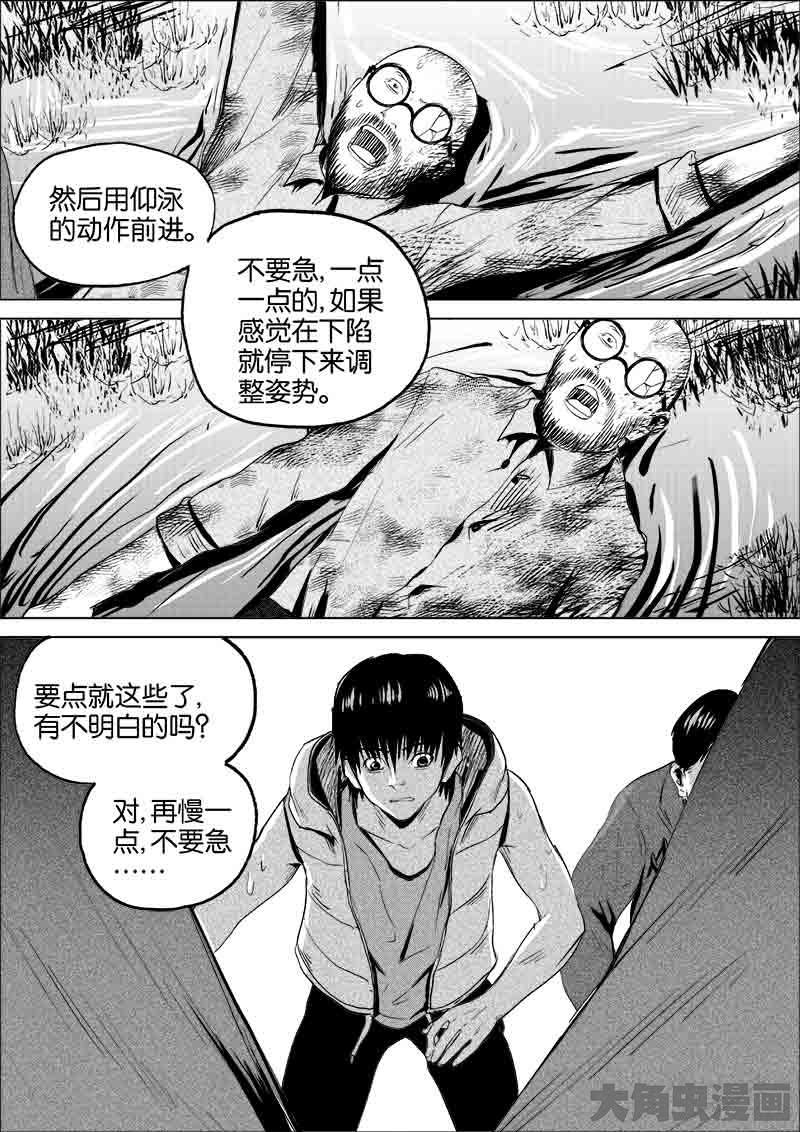 然后用仰泳
的动作前进。
不要急,一点
一点的,如果
感觉在下陷
就停下来调
整姿势。
要点就这些了,
有不明白的吗?
对,再慢一
点,不要急
……
大角虫漫画